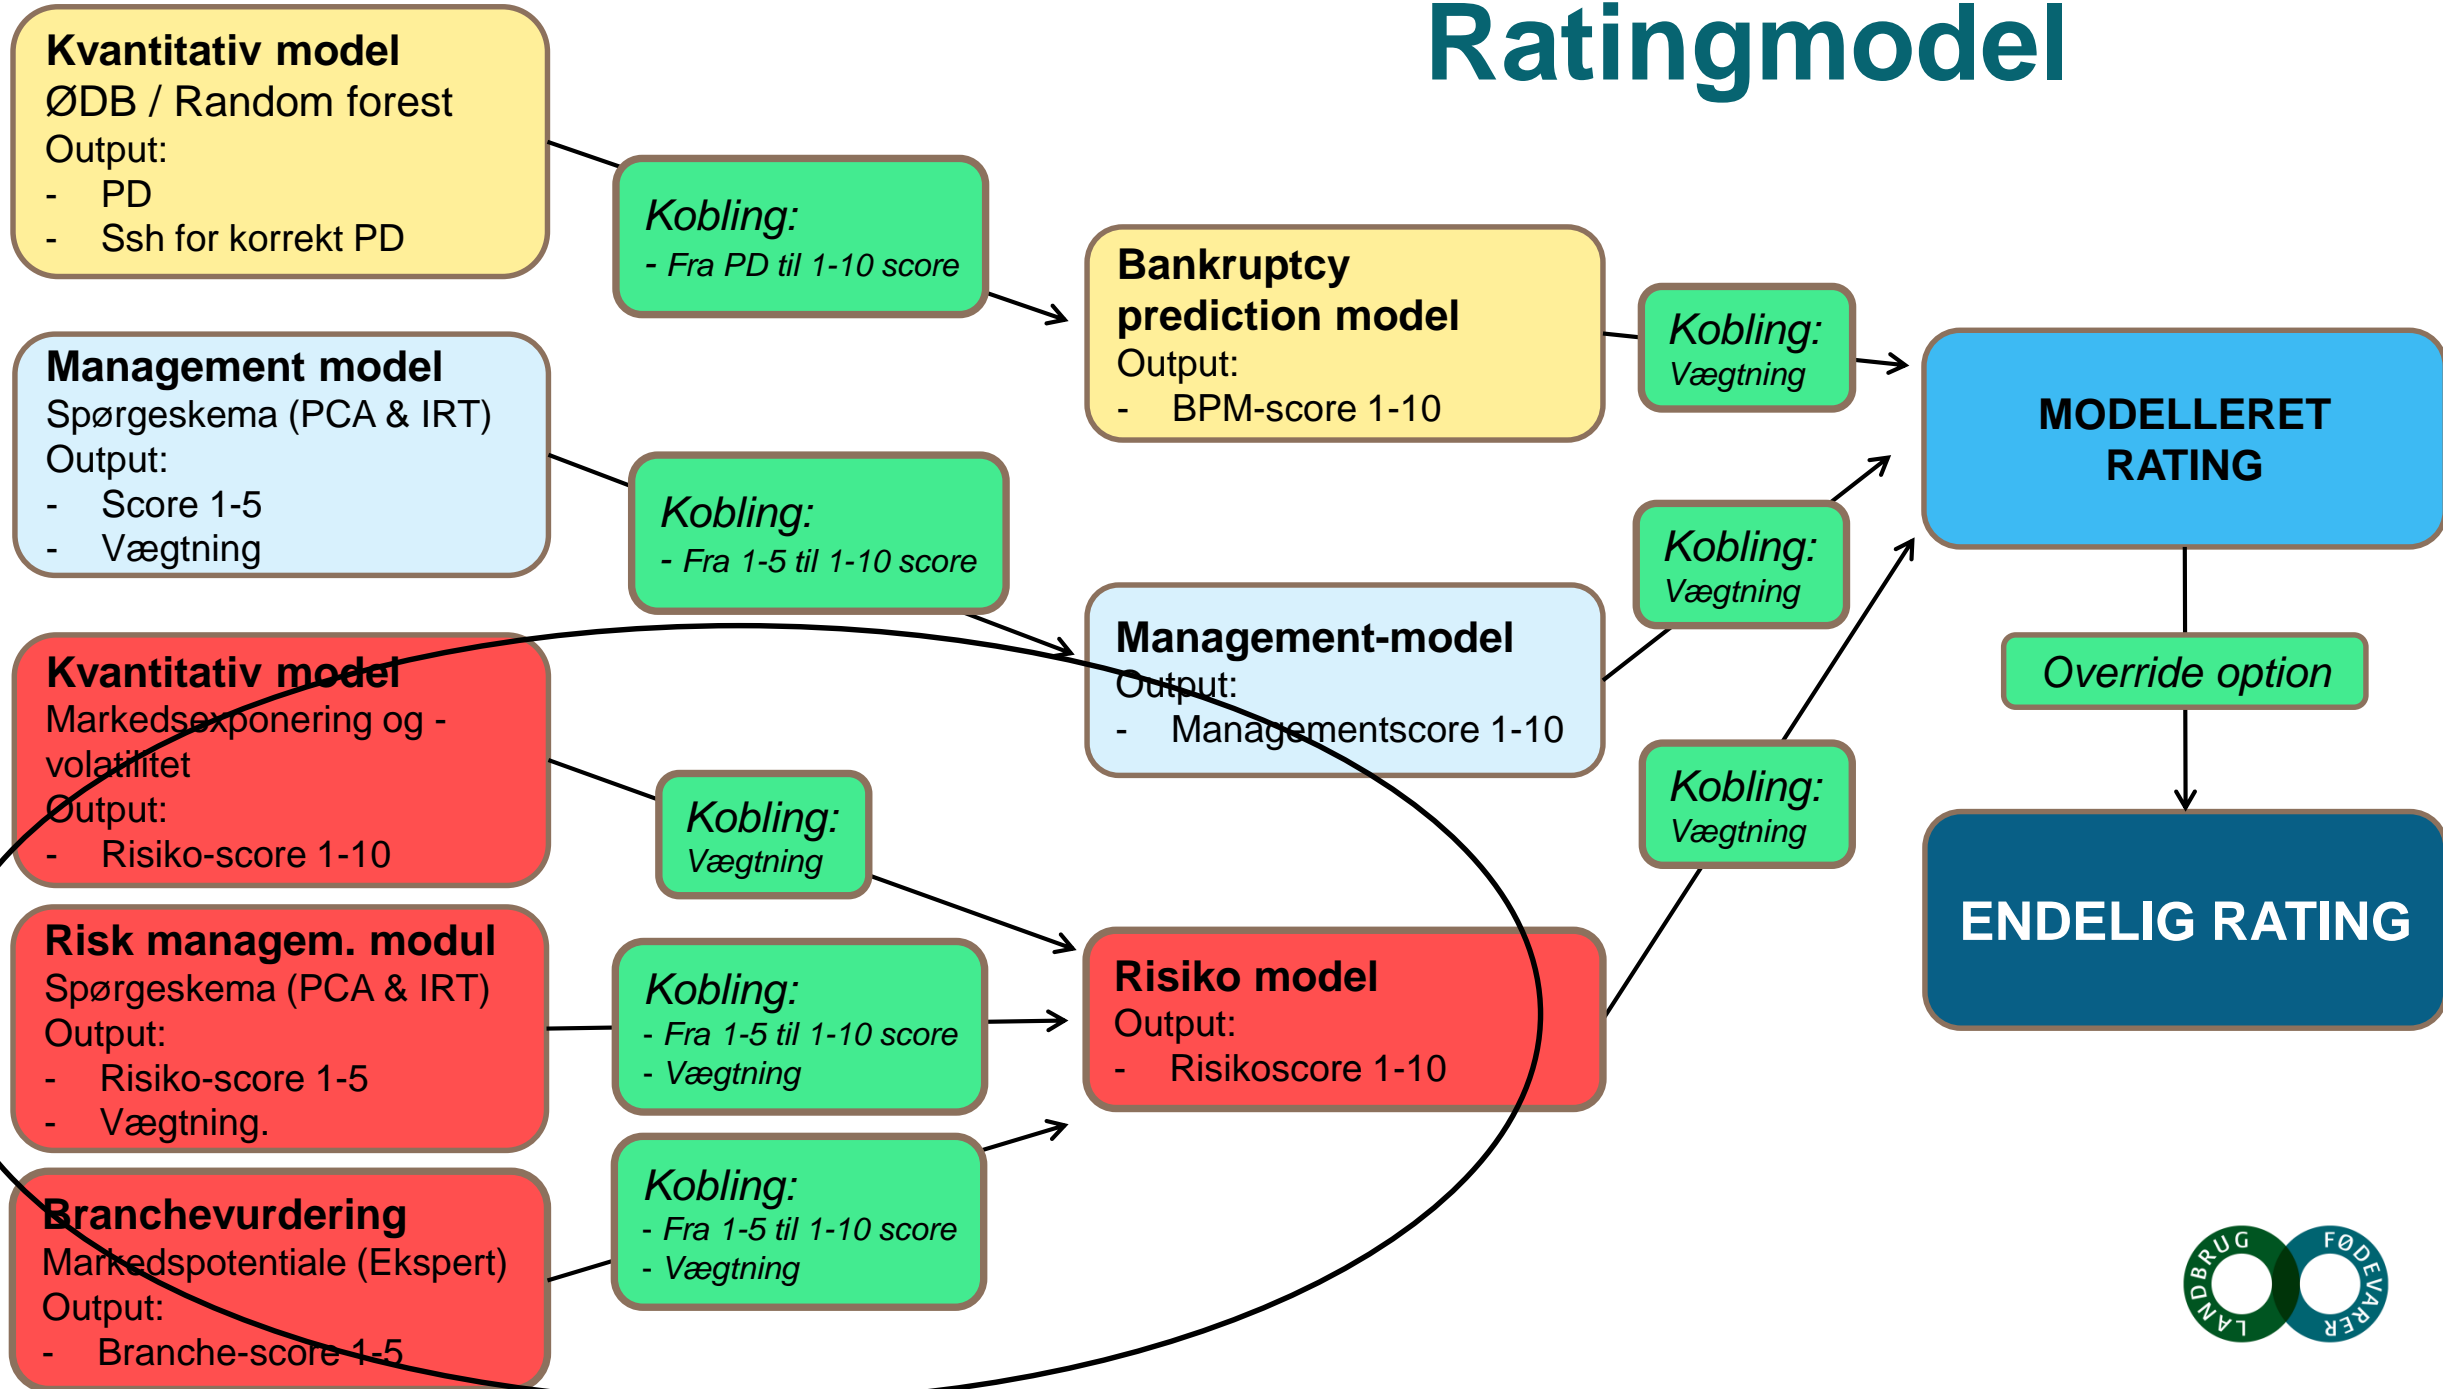 Ratingmodel
Kvantitativ model
ØDB / Random forest
Output:
- PD
- Ssh for korrekt PD
Kobling:
- Fra PD til 1-10 score
Bankruptcy
prediction model
Output:
- BPM-score 1-10
Kobling:
Vægtning
MODELLERET
RATING
Management model
Spørgeskema (PCA & IRT)
Output:
- Score 1-5
- Vægtning
Kobling:
- Fra 1-5 til 1-10 score
Management-model
Output:
- Managementscore 1-10
Kobling:
Vægtning
Override option
Kvantitativ model
Markedsexponering og -
volatilitet
Output:
- Risiko-score 1-10
Kobling:
Vægtning
Kobling:
Vægtning
ENDELIG RATING
Risk managem. modul
Spørgeskema (PCA & IRT)
Output:
- Risiko-score 1-5
- Vægtning.
Kobling:
- Fra 1-5 til 1-10 score
- Vægtning
Risiko model
Output:
- Risikoscore 1-10
Branchevurdering
Markedspotentiale (Ekspert)
Output:
- Branche-score 1-5
Kobling:
- Fra 1-5 til 1-10 score
- Vægtning
LANDBRUG
FØDEVARER